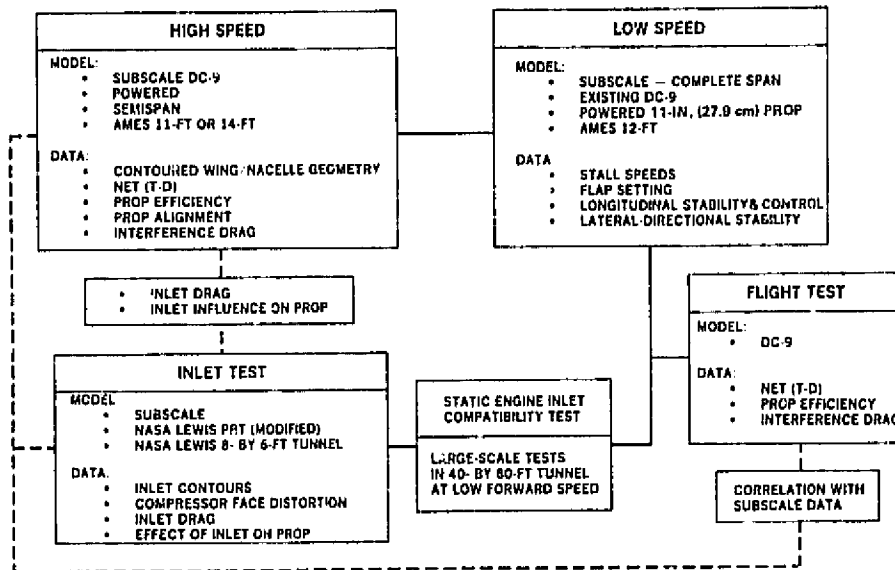 HIGH SPEED
MODEL:
• SUBSCALE DC-9
• POWERED
• SEMISPAN
• AMES 11-FT OR 14-FT
DATA:
• CONTOURED WING/NACELLE GEOMETRY
• NET (T-D)
• PROP EFFICIENCY
• PROP ALIGNMENT
• INTERFERENCE DRAG
LOW SPEED
MODEL:
• SUBSCALE — COMPLETE SPAN
• EXISTING DC-9
• POWERED 11-IN. (27.9 cm) PROP
• AMES 12-FT
DATA
• STALL SPEEDS
• FLAP SETTING
• LONGITUDINAL STABILITY & CONTROL
• LATERAL-DIRECTIONAL STABILITY
• INLET DRAG
• INLET INFLUENCE ON PROP
INLET TEST
MODEL
• SUBSCALE
• NASA LEWIS PRT (MODIFIED)
• NASA LEWIS 8- BY 6-FT TUNNEL
DATA:
• INLET CONTOURS
• COMPRESSOR FACE DISTORTION
• INLET DRAG
• EFFECT OF INLET ON PROP
STATIC ENGINE INLET
COMPATIBILITY TEST
LARGE-SCALE TESTS
IN 40- BY 80-FT TUNNEL
AT LOW FORWARD SPEED
FLIGHT TEST
MODEL:
• DC-9
DATA:
• NET (T-D)
• PROP EFFICIENCY
• INTERFERENCE DRAG
CORRELATION WITH
SUBSCALE DATA